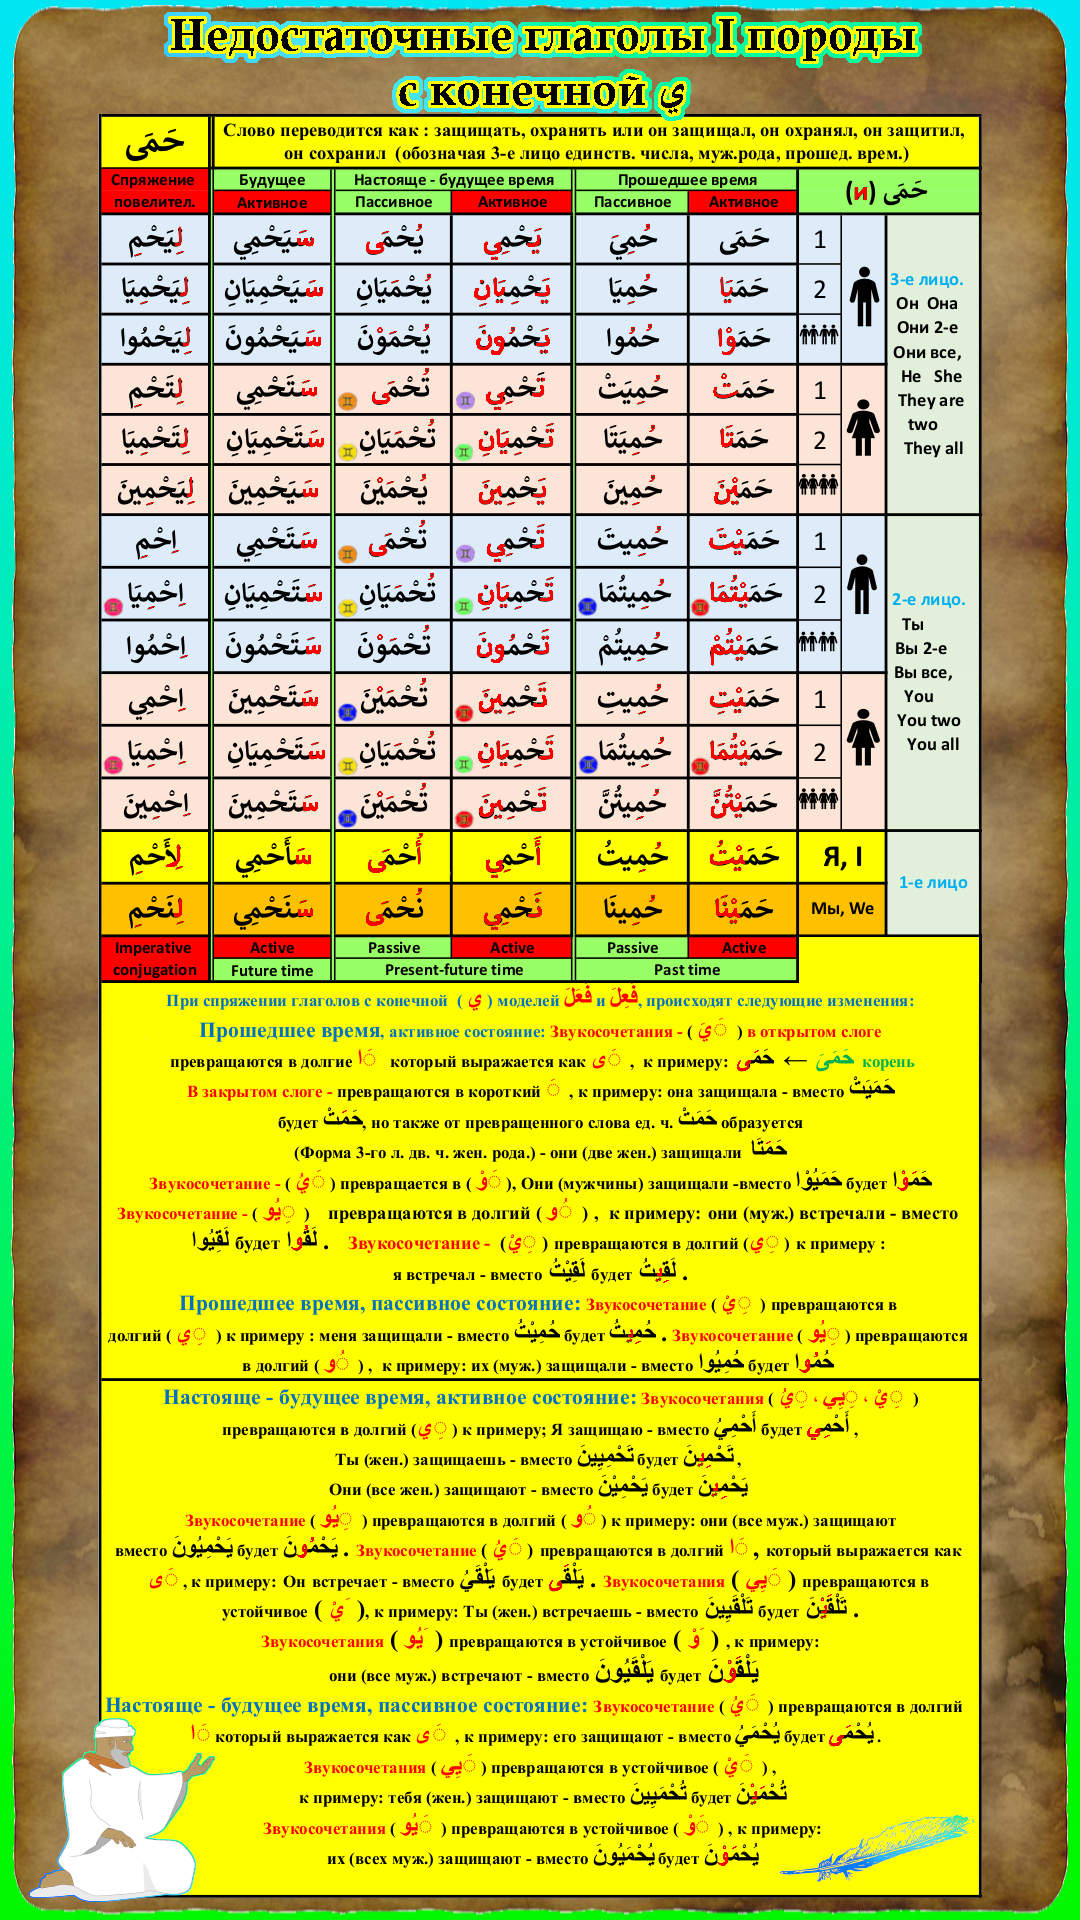 Недостаточные глаголы I породы
с конечной ي
حَمَى
Слово переводится как : защищать, охранять или он защищал, он охранял, он защитил,
он сохранил (обозначая 3-е лицо единств. числа, муж.рода, прошед. врем.)
Спряжение повелител. Будущее Настояще - будущее время Прошедшее время حَمَى (и)
Активное Пассивное Активное Пассивное Активное
لِيَحْمِ سَيَحْمِي يُحْمَى يَحْمِي حُمِيَ حَمَى 1
لِيَحْمِيَا سَيَحْمِيَانِ يُحْمَيَانِ يَحْمِيَانِ حُمِيَا حَمَيَا 2
لِيَحْمُوا سَيَحْمُونَ يُحْمَوْنَ يَحْمُونَ حُمُوا حَمَوْا
لِتَحْمِ سَتَحْمِي تُحْمَى تَحْمِي حُمِيَتْ حَمَتْ 1
لِتَحْمِيَا سَتَحْمِيَانِ تُحْمَيَانِ تَحْمِيَانِ حُمِيَتَا حَمَتَا 2
لِيَحْمِينَ سَيَحْمِينَ يُحْمَيْنَ يَحْمِينَ حُمِينَ حَمَيْنَ
3-е лицо.
Он Она
Они 2-е
Они все,
He She
They are
two
They all
اِحْمِ سَتَحْمِي تُحْمَى تَحْمِي حُمِيتَ حَمَيْتَ 1
اِحْمِيَا سَتَحْمِيَانِ تُحْمَيَانِ تَحْمِيَانِ حُمِيتُمَا حَمَيْتُمَا 2
اِحْمُوا سَتَحْمُونَ تُحْمَوْنَ تَحْمُونَ حُمِيتُمْ حَمَيْتُمْ
اِحْمِي سَتَحْمِينَ تُحْمَيْنَ تَحْمِينَ حُمِيتِ حَمَيْتِ 1
اِحْمِيَا سَتَحْمِيَانِ تُحْمَيَانِ تَحْمِيَانِ حُمِيتُمَا حَمَيْتُمَا 2
اِحْمِينَ سَتَحْمِينَ تُحْمَيْنَ تَحْمِينَ حُمِيتُنَّ حَمَيْتُنَّ
2-е лицо.
Ты
Вы 2-е
Вы все,
You
You two
You all
لِأَحْمِ سَأَحْمِي أُحْمَى أَحْمِي حُمِيتُ حَمَيْتُ Я, I
لِنَحْمِ سَنَحْمِي نُحْمَى نَحْمِي حُمِينَا حَمَيْنَا Мы, We
1-е лицо
Imperative conjugation Active Passive Active Passive Active
Future time Present-future time Past time
При спряжении глаголов с конечной ( ي ) моделей فَعَلَ и فَعِلَ, происходят следующие изменения:
Прошедшее время, активное состояние: Звукосочетания - ( ◌َيَ ) в открытом слоге
превращаются в долгие ◌َا который выражается как ◌َى , к примеру: حَمَى ← حَمَيَ корень
В закрытом слоге - превращаются в короткий ◌َ , к примеру: она защищала - вместо حَمَيَتْ
будет حَمَتْ, но также от превращенного слова ед. ч. حَمَتْ образуется
(Форма 3-го л. дв. ч. жен. рода.) - они (две жен.) защищали حَمَتَا
Звукосочетание - ( ◌َيُ ) превращается в ( ◌َوْ ), Они (мужчины) защищали -вместо حَمَيُوْا будет حَمَوْا
Звукосочетание - ( ◌ِيُو ) превращаются в долгий ( ◌ُو ) , к примеру: они (муж.) встречали - вместо
لَقِيُوا будет لَقُوا . Звукосочетание - ( ◌ِيْ ) превращаются в долгий ( ◌ِي ) к примеру :
я встречал - вместо لَقِيْتُ будет لَقِيتُ .
Прошедшее время, пассивное состояние: Звукосочетание ( ◌ِيْ ) превращаются в
долгий ( ◌ِي ) к примеру : меня защищали - вместо حُمِيْتُ будет حُمِيتُ . Звукосочетание ( ◌ِيُو ) превращаются
в долгий ( ◌ُو ) , к примеру: их (муж.) защищали - вместо حُمِيُوا будет حُمُوا
Настояще - будущее время, активное состояние: Звукосочетания ( ◌ِيْ ، ◌ِيِي ، ◌ِيُ )
превращаются в долгий ( ◌ِي ) к примеру; Я защищаю - вместо أَحْمِيُ будет أَحْمِي ,
Ты (жен.) защищаешь - вместо تَحْمِيِينَ будет تَحْمِينَ ,
Они (все жен.) защищают - вместо يَحْمِيْنَ будет يَحْمِينَ
Звукосочетание ( ◌ِيُو ) превращаются в долгий ( ◌ُو ) к примеру: они (все муж.) защищают
вместо يَحْمِيُونَ будет يَحْمُونَ . Звукосочетание ( ◌َيُ ) превращаются в долгий ◌َا , который выражается как
◌َى , к примеру: Он встречает - вместо يَلْقَيُ будет يَلْقَى . Звукосочетания ( ◌َيِي ) превращаются в
устойчивое ( ◌َيْ ), к примеру: Ты (жен.) встречаешь - вместо تَلْقَيِينَ будет تَلْقَيْنَ .
Звукосочетания ( ◌َيُو ) превращаются в устойчивое ( ◌َوْ ) , к примеру:
они (все муж.) встречают - вместо يَلْقَيُونَ будет يَلْقَوْنَ
Настояще - будущее время, пассивное состояние: Звукосочетание ( ◌َيُ ) превращаются в долгий
◌َا который выражается как ◌َى , к примеру: его защищают - вместо يُحْمَيُ будет يُحْمَى .
Звукосочетания ( ◌َيِي ) превращаются в устойчивое ( ◌َيْ ) ,
к примеру: тебя (жен.) защищают - вместо تُحْمَيِينَ будет تُحْمَيْنَ
Звукосочетания ( ◌َيُو ) превращаются в устойчивое ( ◌َوْ ) , к примеру:
их (всех муж.) защищают - вместо يُحْمَيُونَ будет يُحْمَوْنَ